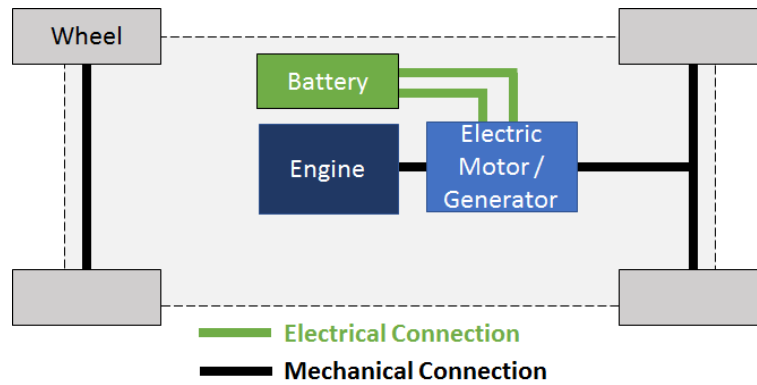 Wheel
Battery
Engine
Electric
Motor /
Generator
Electrical Connection
Mechanical Connection